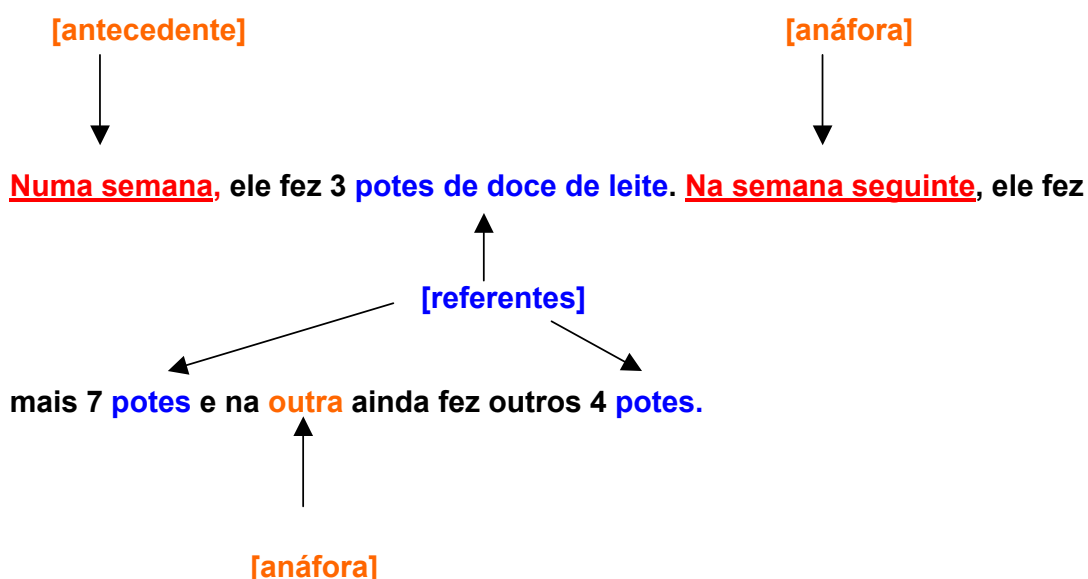 [antecedente] [anáfora]
Numa semana, ele fez 3 potes de doce de leite. Na semana seguinte, ele fez
[referentes]
mais 7 potes e na outra ainda fez outros 4 potes.
[anáfora]